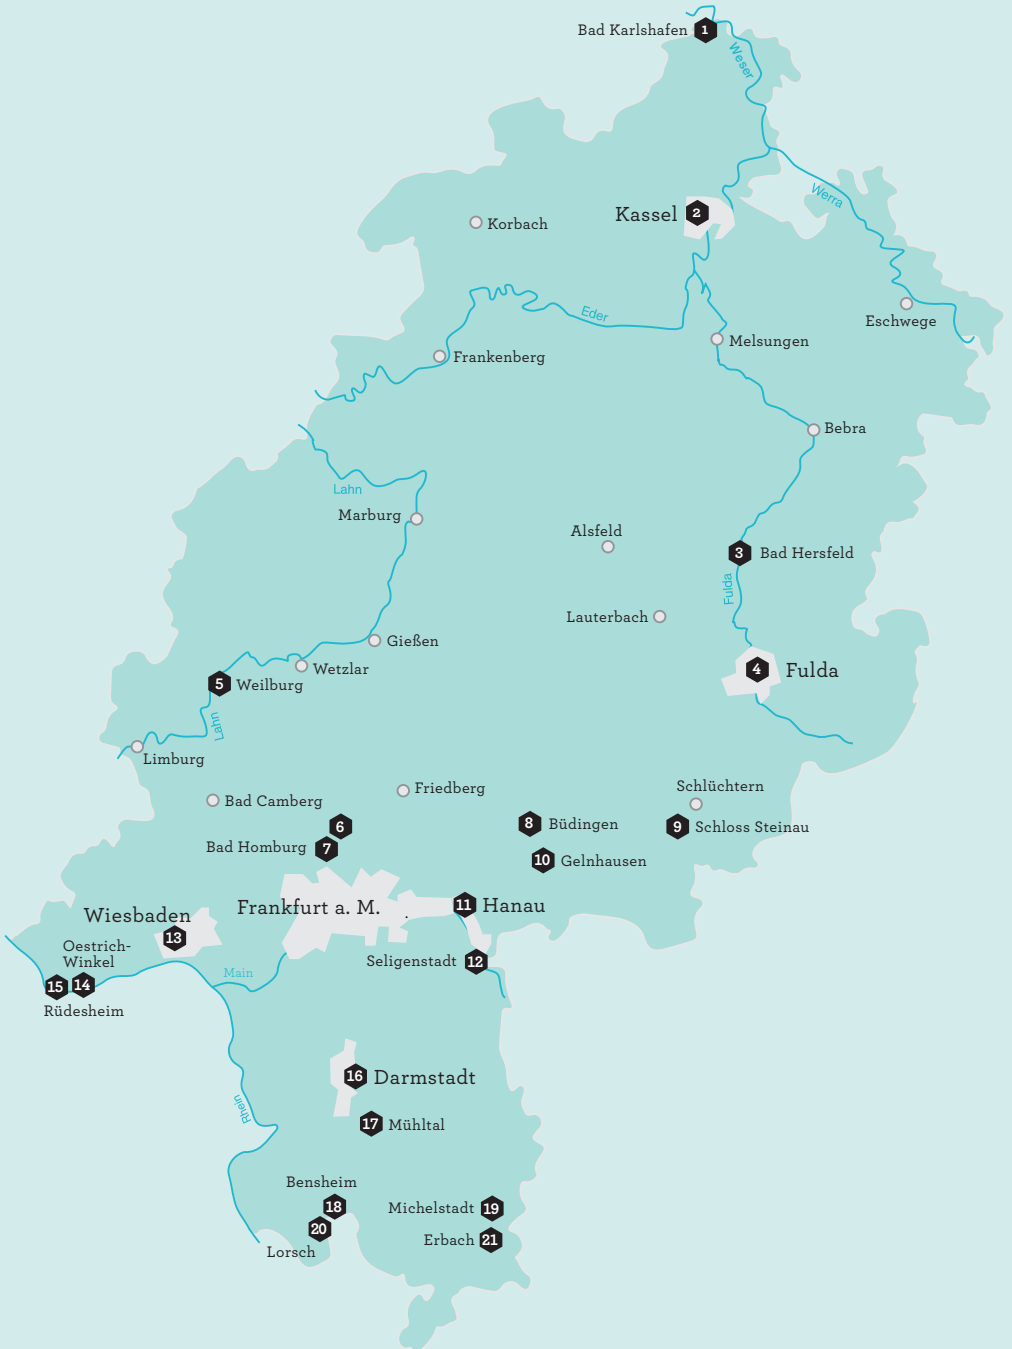 Bad Karlshafen
1
Weser
Werra
Kassel
2
Korbach
Eder
Eschwege
Melsungen
Frankenberg
Bebra
Lahn
Marburg
Alsfeld
3
Bad Hersfeld
Fulda
Lauterbach
Gießen
Wetzlar
4
Fulda
5
Weilburg
Lahn
Limburg
Friedberg
Schlüchtern
Bad Camberg
6
8
Büdingen
9
Schloss Steinau
Bad Homburg
7
10
Gelnhausen
Frankfurt a. M.
11
Hanau
Wiesbaden
13
Oestrich-
Winkel
Seligenstadt
12
Main
15
14
Rüdesheim
16
Darmstadt
Rhein
17
Mühltal
Bensheim
18
Michelstadt
19
20
Erbach
21
Lorsch